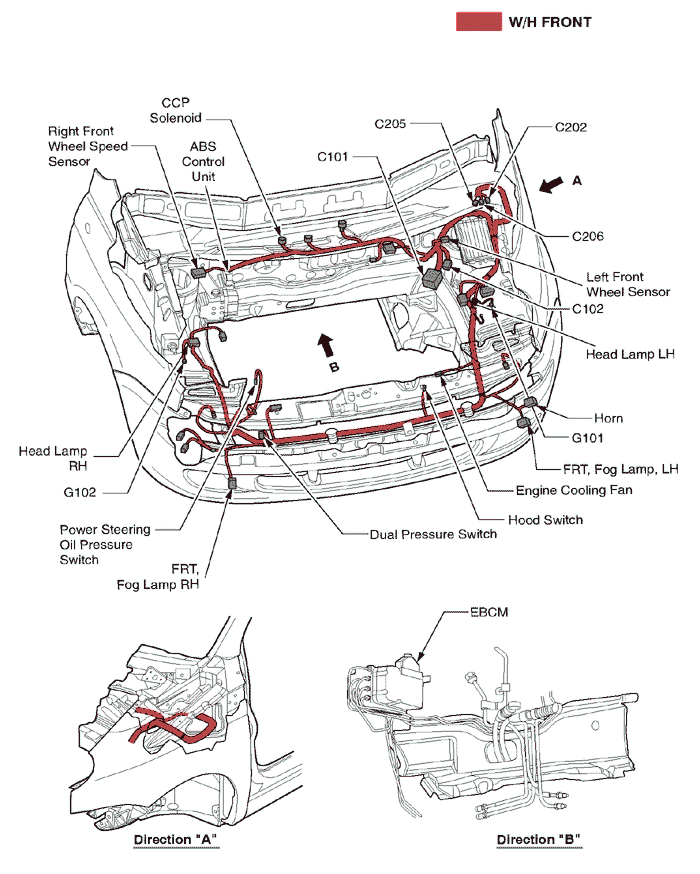 W/H FRONT
CCP
Solenoid
Right Front
Wheel Speed
Sensor
ABS
Control
Unit
C101
C205
C202
A
C206
Left Front
Wheel Sensor
C102
Head Lamp LH
B
Horn
G101
FRT, Fog Lamp, LH
Engine Cooling Fan
Hood Switch
Dual Pressure Switch
Head Lamp
RH
G102
Power Steering
Oil Pressure
Switch
FRT,
Fog Lamp RH
EBCM
Direction "A"
Direction "B"